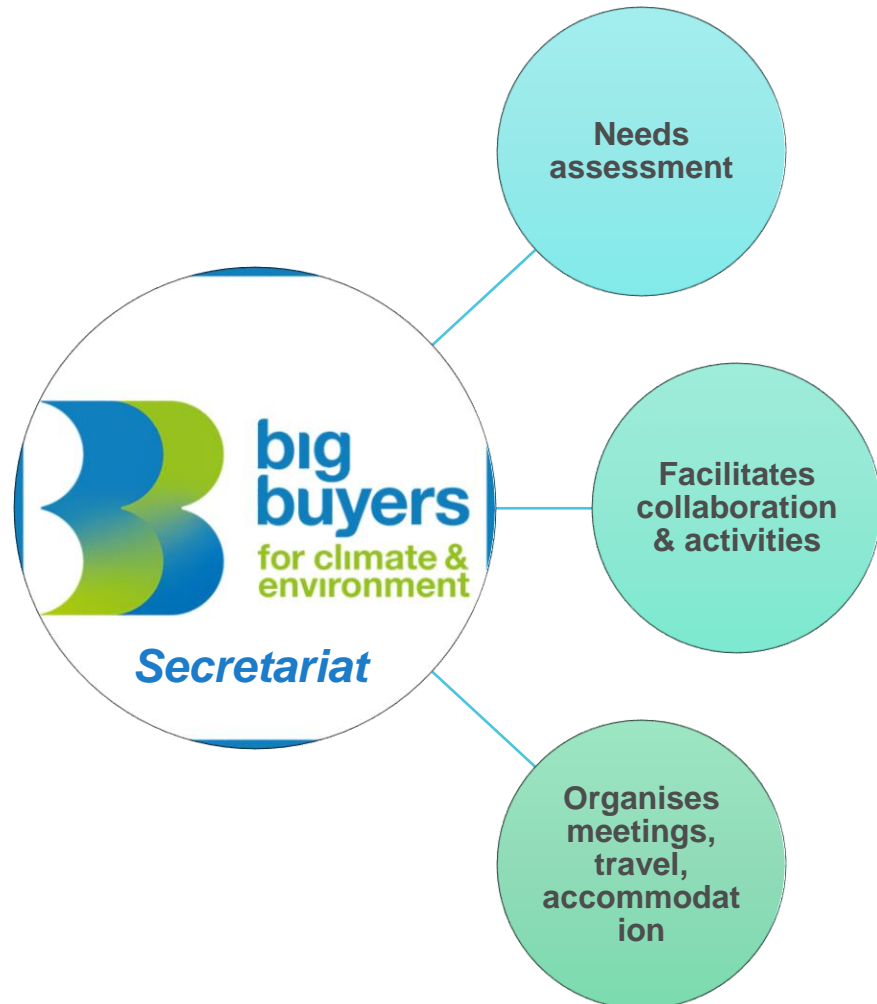 Needs
assessment
big
buyers
for climate &
environment
Secretariat
Facilitates
collaboration
& activities
Organises
meetings,
travel,
accommodat
ion